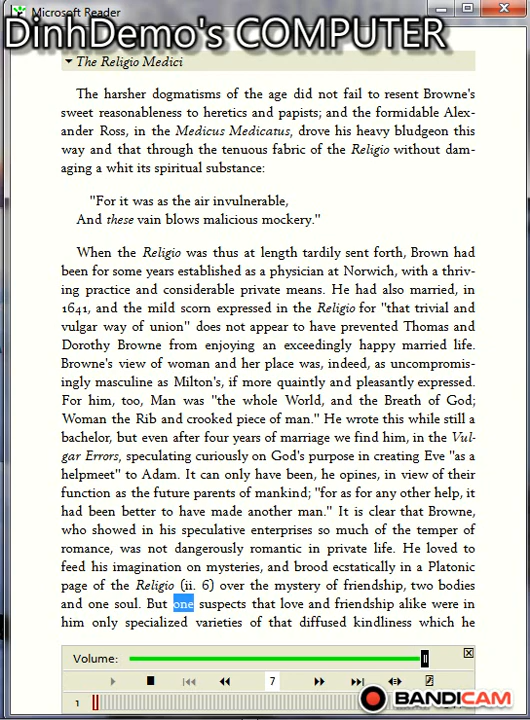 Microsoft Reader
DinhDemo's COMPUTER
The Religio Medici
The harsher dogmatisms of the age did not fail to resent Browne's
sweet reasonableness to heretics and papists; and the formidable Alex-
ander Ross, in the Medicus Medicatus, drove his heavy bludgeon this
way and that through the tenuous fabric of the Religio without dam-
aging a whit its spiritual substance:
"For it was as the air invulnerable,
And these vain blows malicious mockery."
When the Religio was thus at length tardily sent forth, Brown had
been for some years established as a physician at Norwich, with a thriv-
ing practice and considerable private means. He had also married, in
1641, and the mild scorn expressed in the Religio for "that trivial and
vulgar way of union" does not appear to have prevented Thomas and
Dorothy Browne from enjoying an exceedingly happy married life.
Browne's view of woman and her place was, indeed, as uncompromis-
ingly masculine as Milton's, if more quaintly and pleasantly expressed.
For him, too, Man was "the whole World, and the Breath of God;
Woman the Rib and crooked piece of man." He wrote this while still a
bachelor, but even after four years of marriage we find him, in the Vul-
gar Errors, speculating curiously on God's purpose in creating Eve "as a
helpmeet" to Adam. It can only have been, he opines, in view of their
function as the future parents of mankind; "for as for any other help, it
had been better to have made another man." It is clear that Browne,
who showed in his speculative enterprises so much of the temper of
romance, was not dangerously romantic in private life. He loved to
feed his imagination on mysteries, and brood ecstatically in a Platonic
page of the Religio (ii. 6) over the mystery of friendship, two bodies
and one soul. But one suspects that love and friendship alike were in
him only specialized varieties of that diffused kindliness which he
Volume:
7
1
BANDICAM